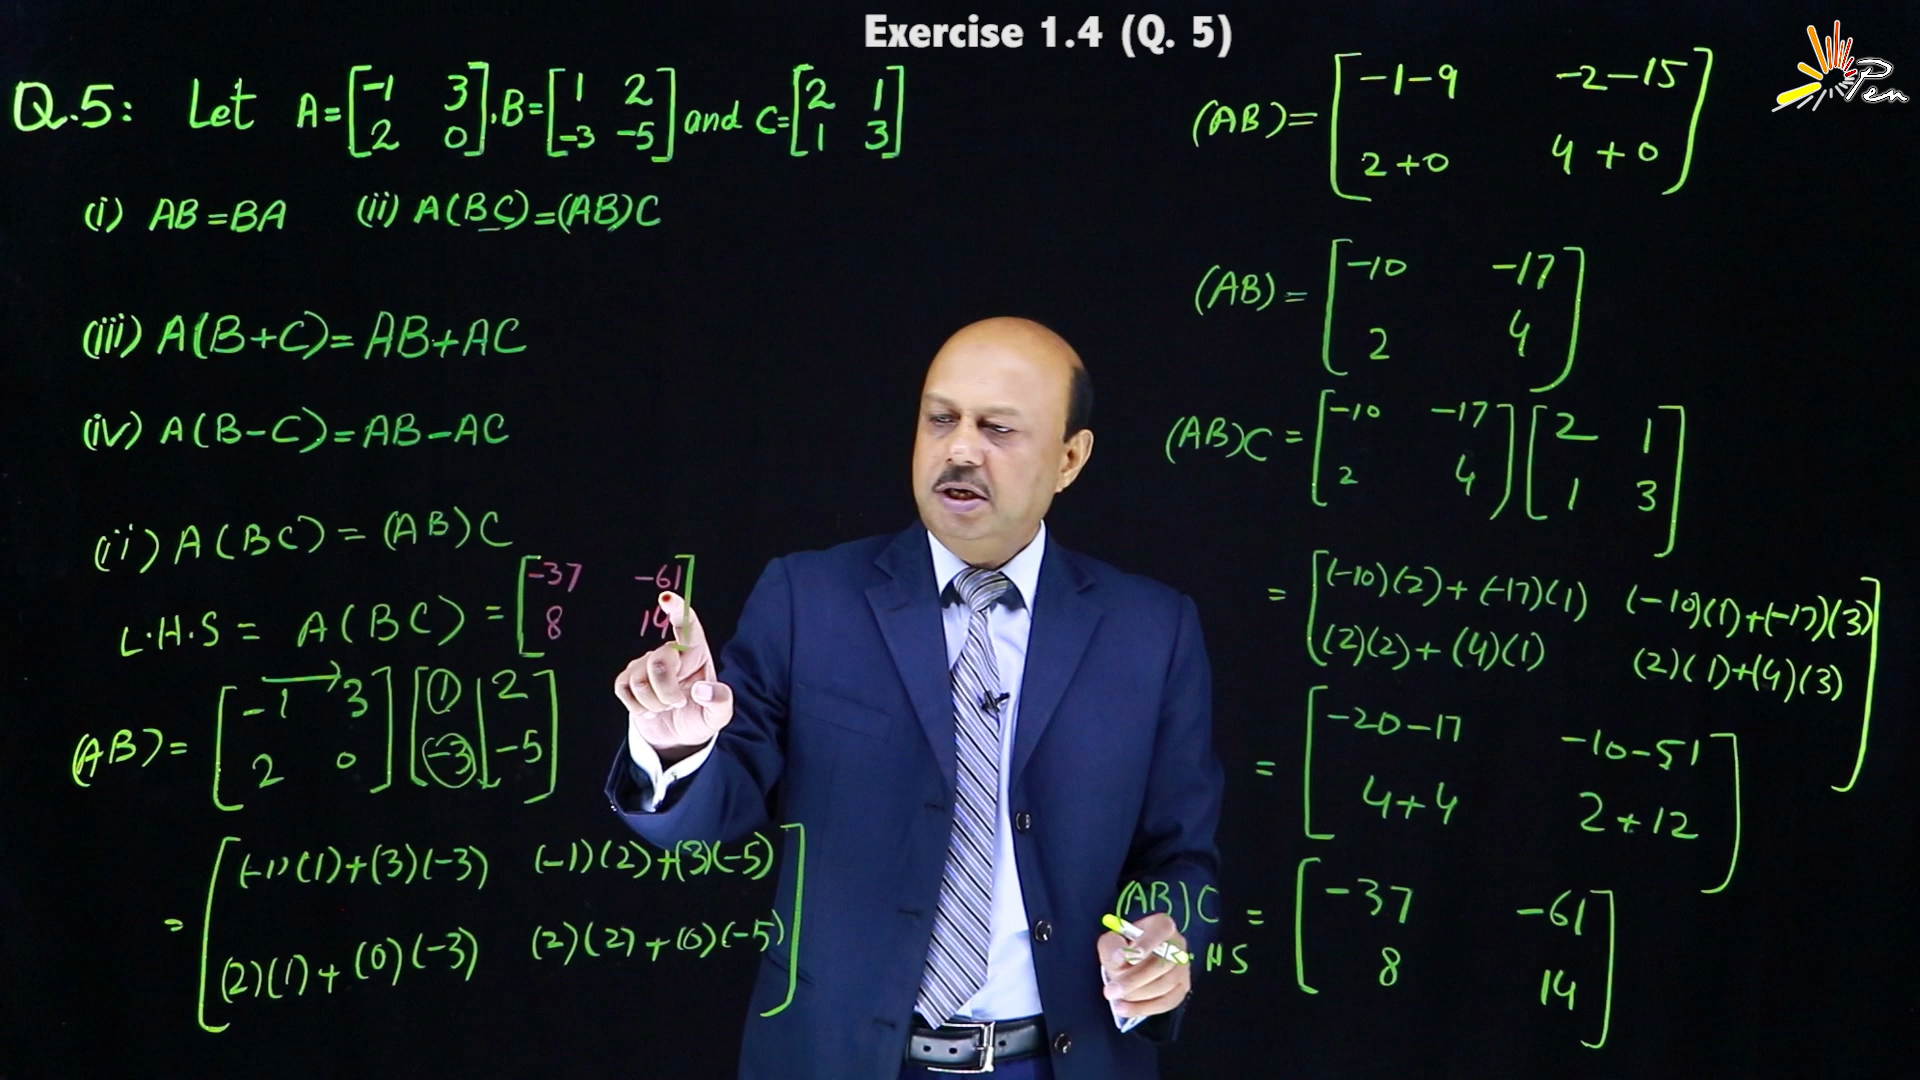 Exercise 1.4 (Q. 5)
Q.5: Let A=[-1 3], B=[1 2] and C=[2 1]
[2 0] [-3 -5] [1 3]
(i) AB=BA (ii) A(BC)=(AB)C
(iii) A(B+C)=AB+AC
(iv) A(B-C)=AB-AC
(ii) A(BC)=(AB)C
L.H.S = A(BC) = [-37 -61]
[8 14]
(AB)= [-1 3][1 2]
[2 0][-3 -5]
= [(-1)(1)+(3)(-3) (-1)(2)+(3)(-5)]
[(2)(1)+(0)(-3) (2)(2)+(0)(-5)]
(AB)= [-1-9 -2-15]
[2+0 4+0]
(AB)= [-10 -17]
[2 4]
(AB)C = [-10 -17][2 1]
[2 4][1 3]
= [(-10)(2)+(-17)(1) (-10)(1)+(-17)(3)]
[(2)(2)+(4)(1) (2)(1)+(4)(3)]
= [-20-17 -10-51]
[4+4 2+12]
(AB)C = [-37 -61]
HS [8 14]
Pen